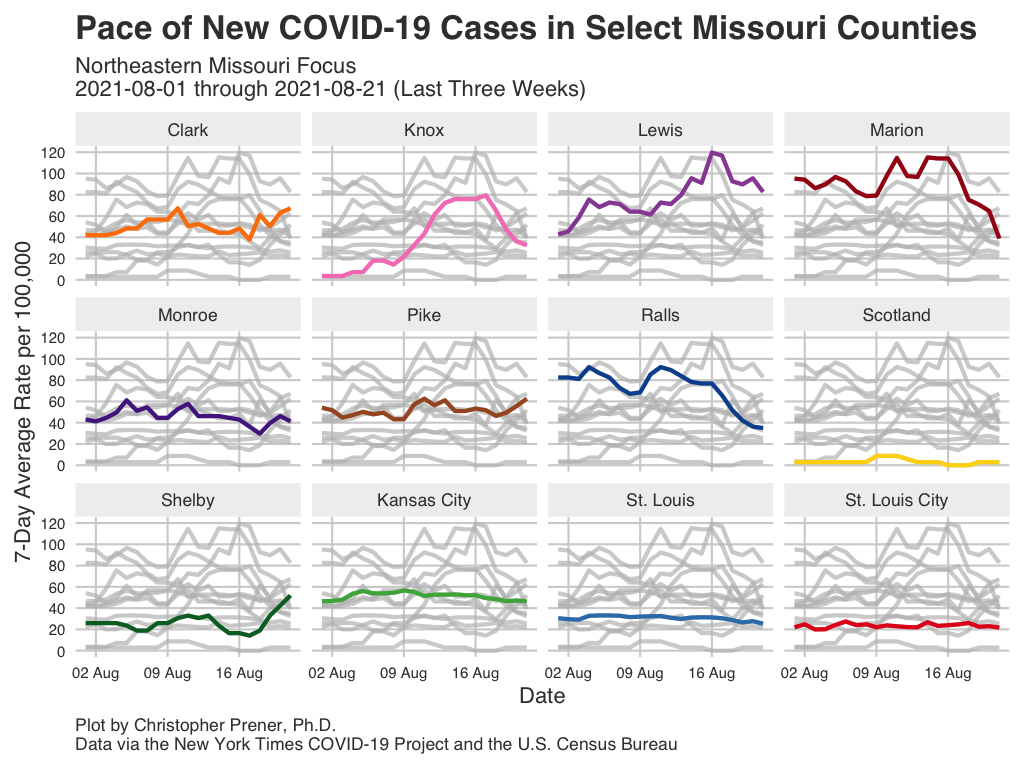 Pace of New COVID-19 Cases in Select Missouri Counties
Northeastern Missouri Focus
2021-08-01 through 2021-08-21 (Last Three Weeks)
Clark Knox Lewis Marion
120
100
80
60
40
20
0
Monroe Pike Ralls Scotland
120
100
80
60
40
20
0
Shelby Kansas City St. Louis St. Louis City
120
100
80
60
40
20
0
7-Day Average Rate per 100,000
02 Aug 09 Aug 16 Aug 02 Aug 09 Aug 16 Aug 02 Aug 09 Aug 16 Aug 02 Aug 09 Aug 16 Aug
Date
Plot by Christopher Prener, Ph.D.
Data via the New York Times COVID-19 Project and the U.S. Census Bureau